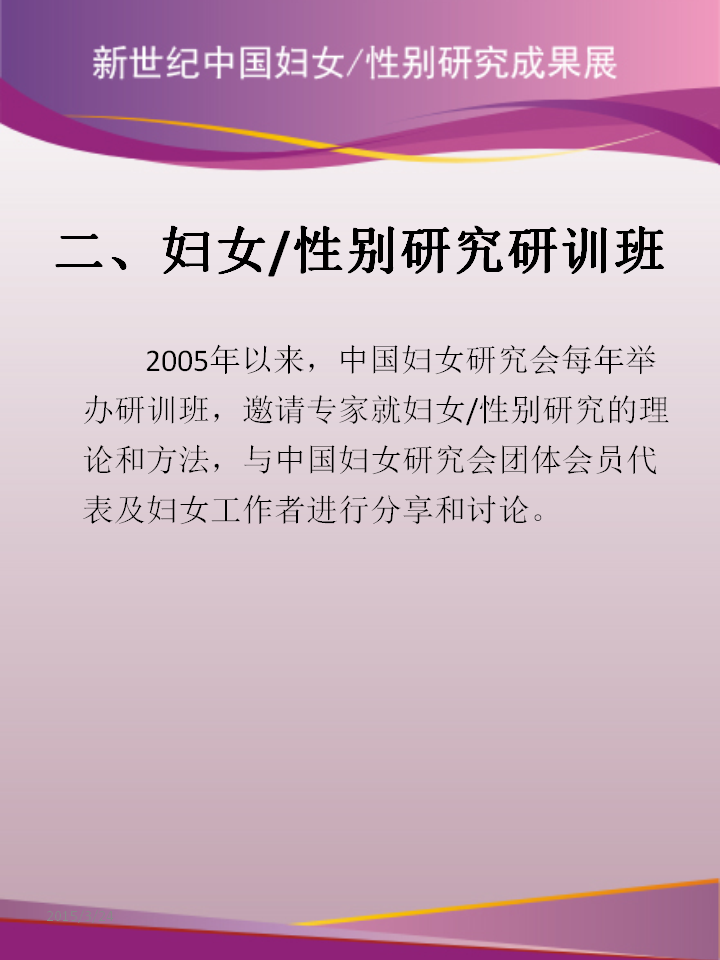 新世纪中国妇女/性别研究成果展
二、妇女/性别研究研训班
2005年以来，中国妇女研究会每年举
办研训班，邀请专家就妇女/性别研究的理
论和方法，与中国妇女研究会团体会员代
表及妇女工作者进行分享和讨论。